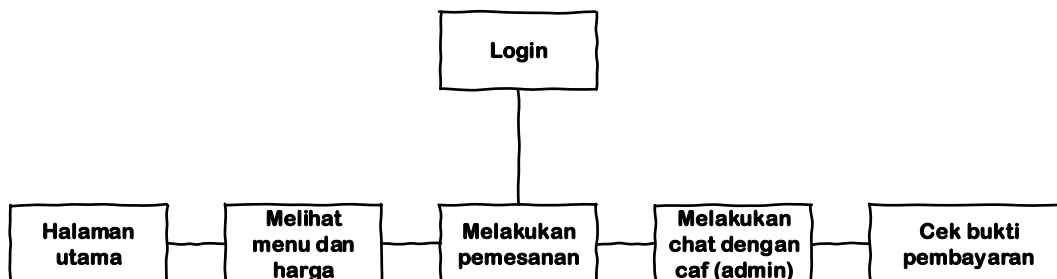 Login
Halaman
utama
Melihat
menu dan
harga
Melakukan
pemesanan
Melakukan
chat dengan
caf (admin)
Cek bukti
pembayaran